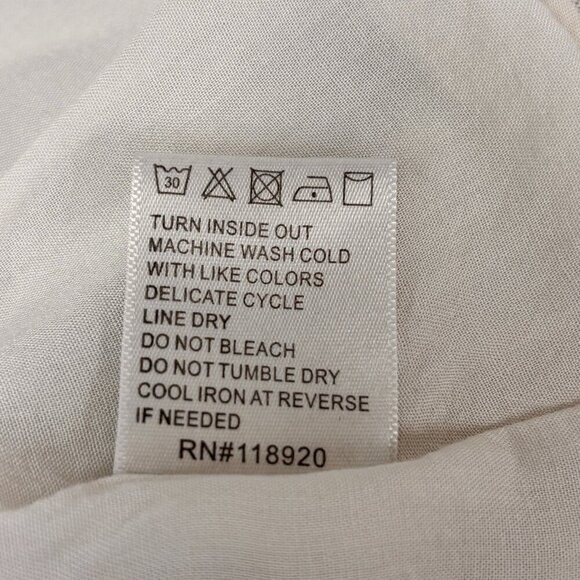 30
TURN INSIDE OUT
MACHINE WASH COLD
WITH LIKE COLORS
DELICATE CYCLE
LINE DRY
DO NOT BLEACH
DO NOT TUMBLE DRY
COOL IRON AT REVERSE
IF NEEDED
RN#118920